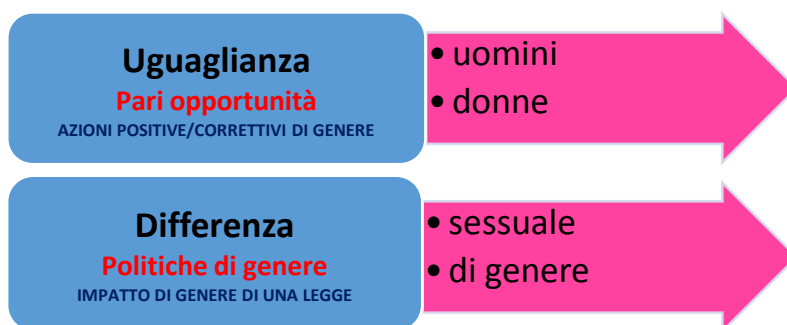 Uguaglianza
Pari opportunità
AZIONI POSITIVE/CORRETTIVI DI GENERE
• uomini
• donne
Differenza
Politiche di genere
IMPATTO DI GENERE DI UNA LEGGE
• sessuale
• di genere